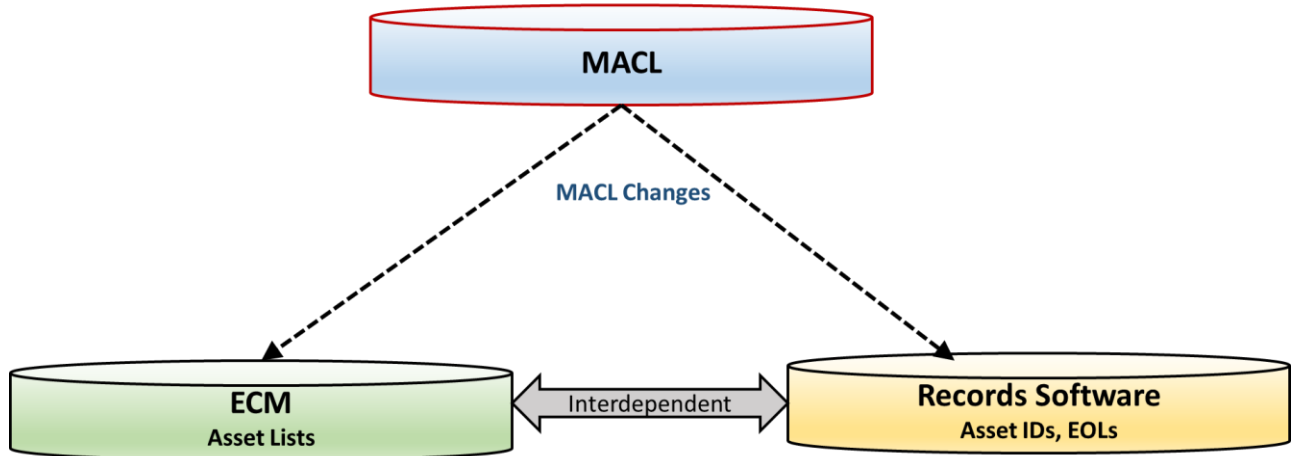 MACL
MACL Changes
ECM
Asset Lists
Interdependent
Records Software
Asset IDs, EOLs